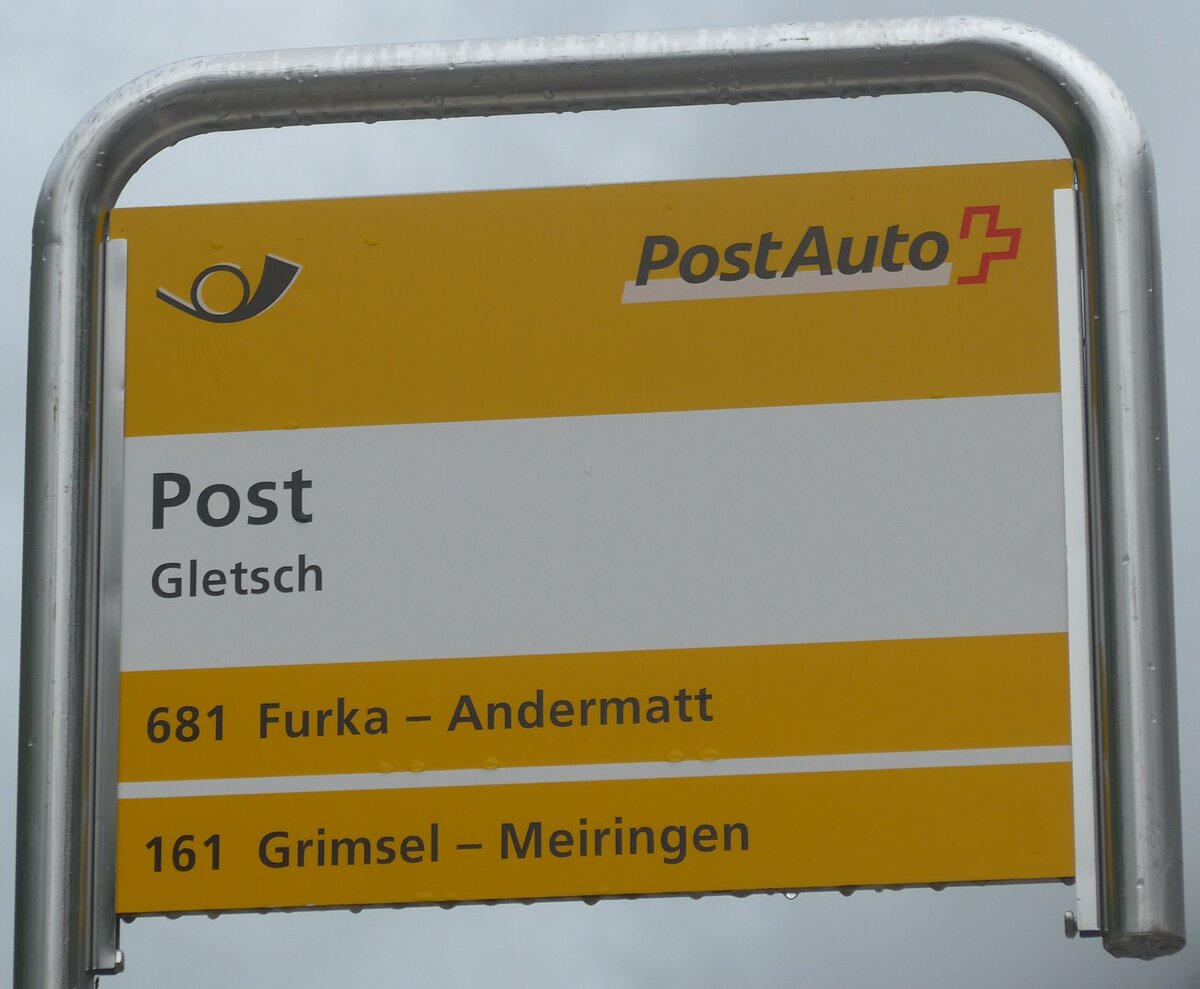 PostAuto
Post
Gletsch
681 Furka – Andermatt
161 Grimsel – Meiringen